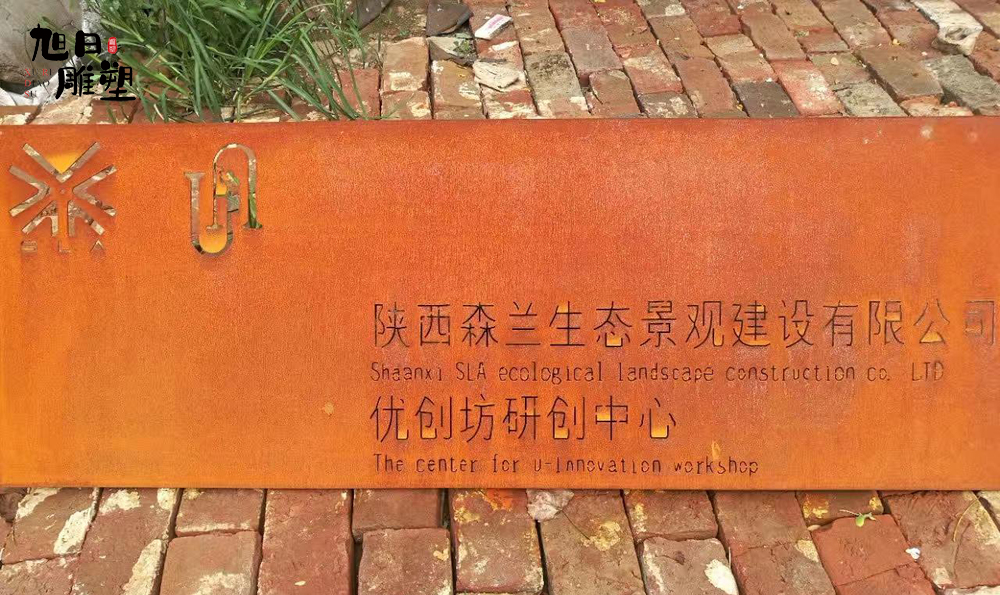 旭日
雕塑
SLA
陕西森兰生态景观建设有限公司
Shaanxi SLA ecological landscape construction co. LTD
优创坊研创中心
The center for u-innovation workshop